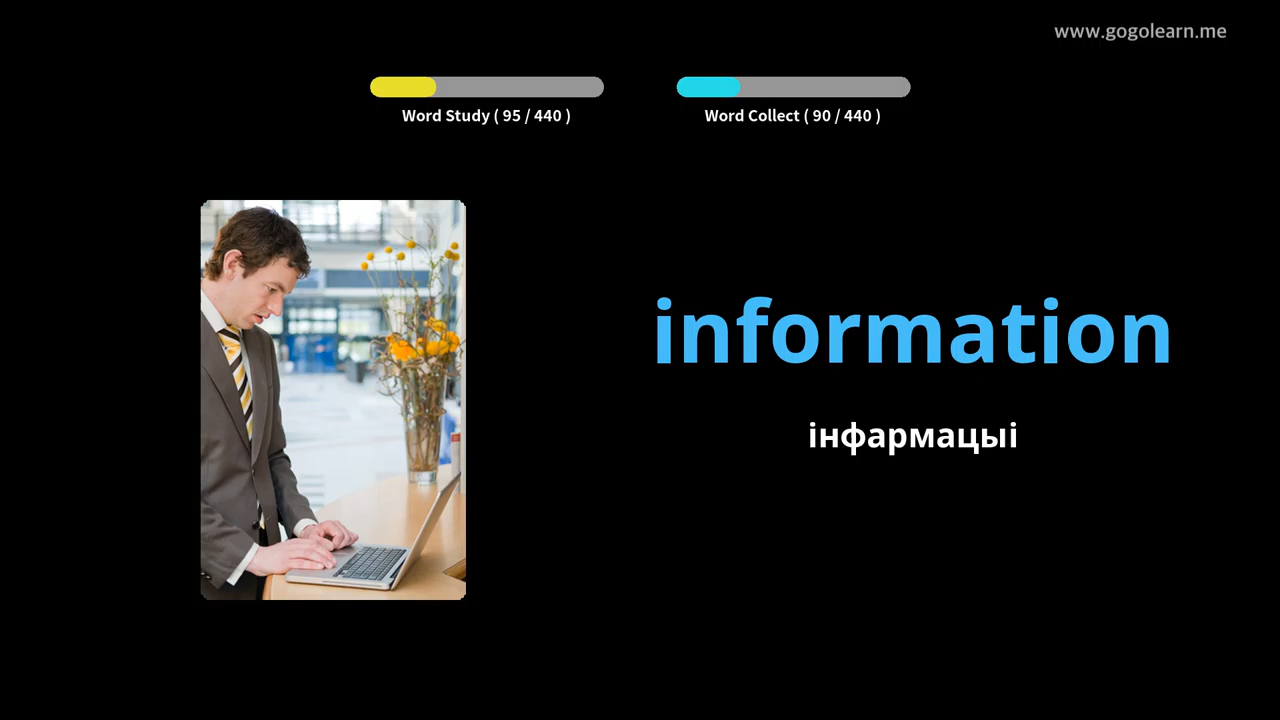 www.gogolearn.me
Word Study ( 95 / 440 )
Word Collect ( 90 / 440 )
information
інфармацыі